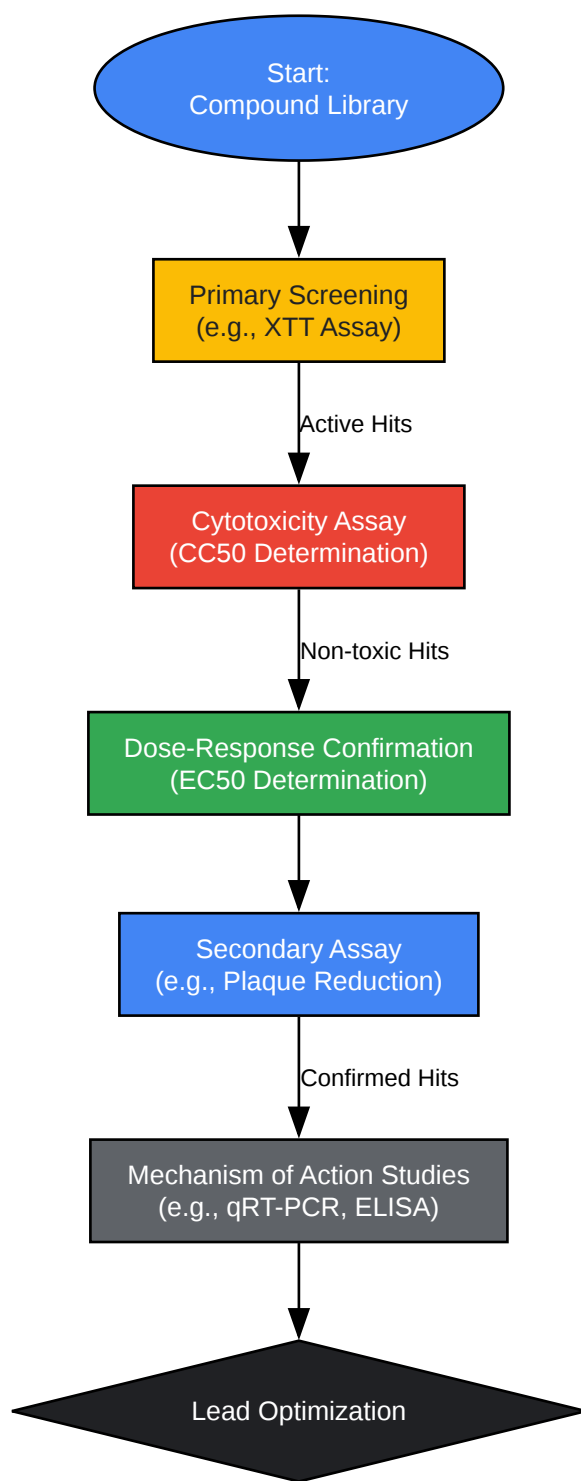 Start:
Compound Library
Primary Screening
(e.g., XTT Assay)
Active Hits
Cytotoxicity Assay
(CC50 Determination)
Non-toxic Hits
Dose-Response Confirmation
(EC50 Determination)
Secondary Assay
(e.g., Plaque Reduction)
Confirmed Hits
Mechanism of Action Studies
(e.g., qRT-PCR, ELISA)
Lead Optimization